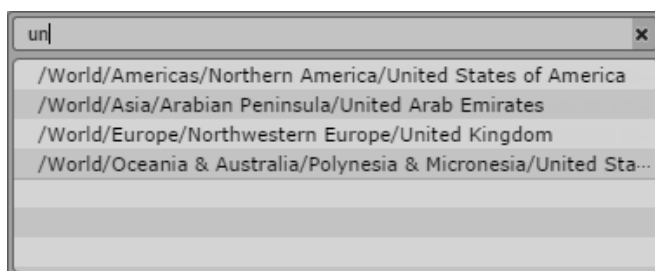 un
/World/Americas/Northern America/United States of America
/World/Asia/Arabian Peninsula/United Arab Emirates
/World/Europe/Northwestern Europe/United Kingdom
/World/Oceania & Australia/Polynesia & Micronesia/United Sta...